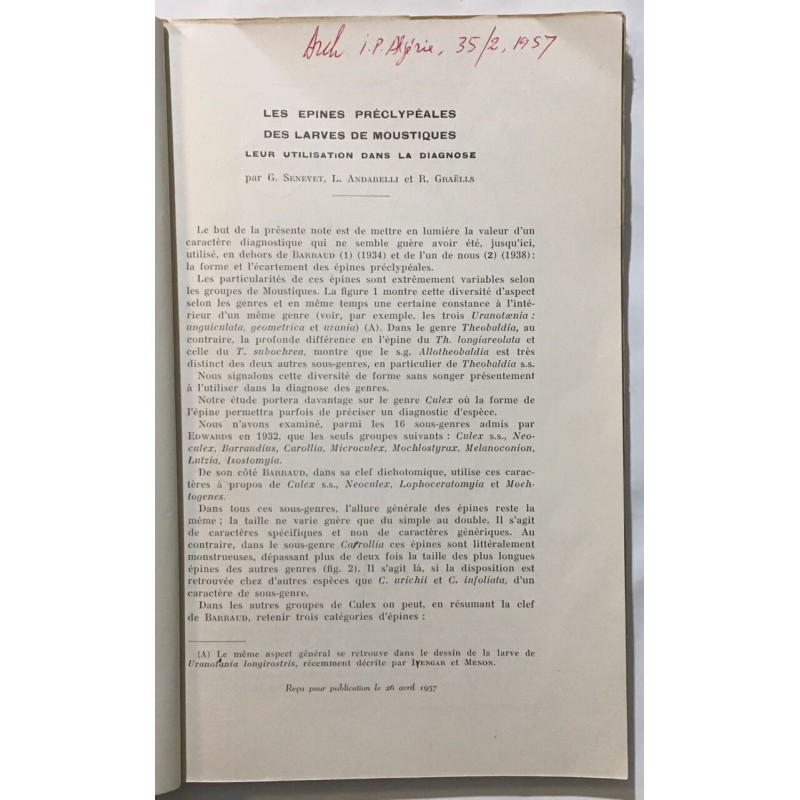 Arch I.P. Algérie, 35/2, 1957
LES EPINES PRÉCLYPÉALES
DES LARVES DE MOUSTIQUES
LEUR UTILISATION DANS LA DIAGNOSE
par G. SENEVET, L. ANDARELLI et R. GRAËLLS
Le but de la présente note est de mettre en lumière la valeur d'un
caractère diagnostique qui ne semble guère avoir été, jusqu'ici,
utilisé, en dehors de BARRAUD (1) (1934) et de l'un de nous (2) (1938) :
la forme et l'écartement des épines préclypéales.
Les particularités de ces épines sont extrêmement variables selon
les groupes de Moustiques. La figure 1 montre cette diversité d'aspect
selon les genres et en même temps une certaine constance à l'inté-
rieur d'un même genre (voir, par exemple, les trois Uranotænia :
unguiculata, geometrica et urania) (A). Dans le genre Theobaldia, au
contraire, la profonde différence en l'épine du Th. longiareolata et
celle du T. subochrea, montre que le s.g. Allotheobaldia est très
distinct des deux autres sous-genres, en particulier de Theobaldia s.s.
Nous signalons cette diversité de forme sans songer présentement
à l'utiliser dans la diagnose des genres.
Notre étude portera davantage sur le genre Culex où la forme de
l'épine permettra parfois de préciser un diagnostic d'espèce.
Nous n'avons examiné, parmi les 16 sous-genres admis par
EDWARDS en 1932, que les seuls groupes suivants : Culex s.s., Neo-
culex, Barraudius, Carollia, Microculex, Mochlostyrax, Melanoconion,
Lutzia, Isostomyia.
De son côté BARRAUD, dans sa clef dichotomique, utilise ces carac-
tères à propos de Culex s.s., Neoculex, Lophoceratomyia et Moch-
togenes.
Dans tous ces sous-genres, l'allure générale des épines reste la
même ; la taille ne varie guère que du simple au double. Il s'agit
de caractères spécifiques et non de caractères génériques. Au
contraire, dans le sous-genre Carrollia ces épines sont littéralement
monstrueuses, dépassant plus de deux fois la taille des plus longues
épines des autres genres (fig. 2). Il s'agit là, si la disposition est
retrouvée chez d'autres espèces que C. urichii et C. infoliata, d'un
caractère de sous-genre.
Dans les autres groupes de Culex on peut, en résumant la clef
de BARRAUD, retenir trois catégories d'épines :
(A) Le même aspect général se retrouve dans le dessin de la larve de
Uranotania longirostris, récemment décrite par IYENGAR et MENON.
Reçu pour publication le 26 avril 1957